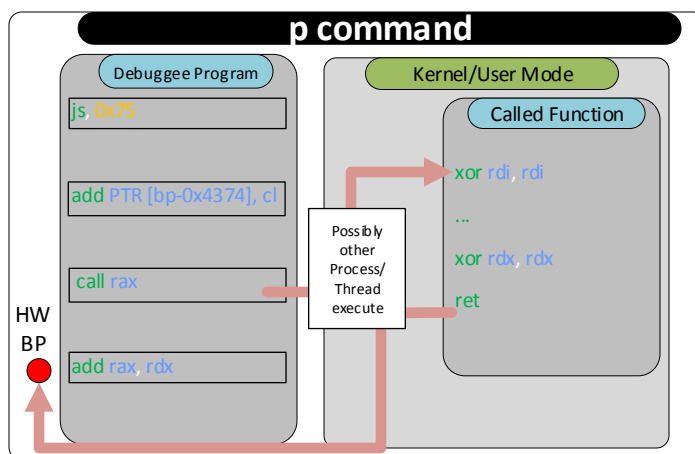 p command
Debuggee Program
js, 0x75
add PTR [bp-0x4374], cl
call rax
HW
BP
add rax, rdx
Possibly
other
Process/
Thread
execute
Kernel/User Mode
Called Function
xor rdi, rdi
...
xor rdx, rdx
ret